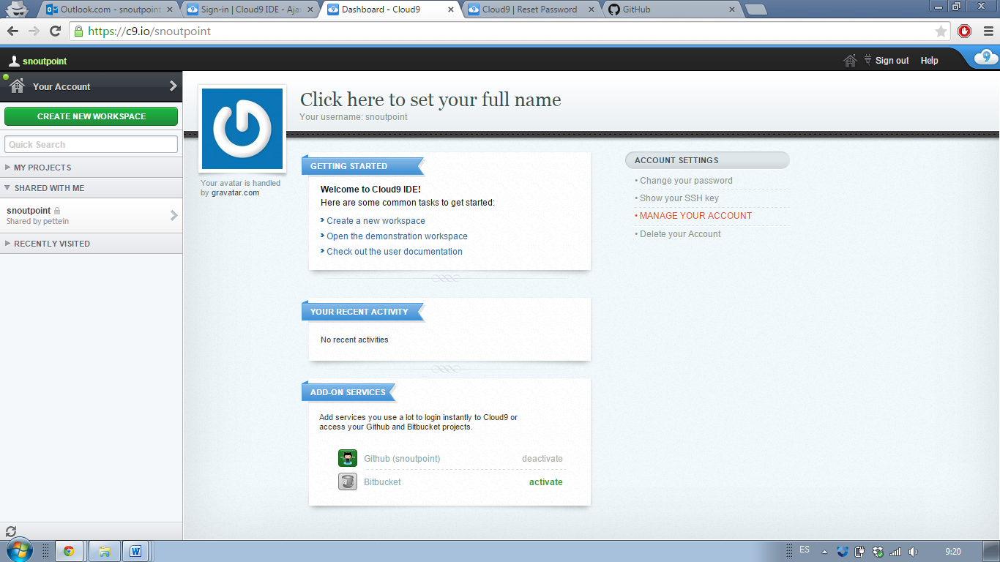 Outlook.com - snoutpoint
Sign-in | Cloud9 IDE - Ajax
Dashboard - Cloud9
Cloud9 | Reset Password
GitHub
https://c9.io/snoutpoint
snoutpoint
Sign out
Help
9
Your Account
CREATE NEW WORKSPACE
Quick Search
MY PROJECTS
SHARED WITH ME
snoutpoint
Shared by pettein
RECENTLY VISITED
Click here to set your full name
Your username: snoutpoint
Your avatar is handled
by gravatar.com
GETTING STARTED
Welcome to Cloud9 IDE!
Here are some common tasks to get started:
Create a new workspace
Open the demonstration workspace
Check out the user documentation
YOUR RECENT ACTIVITY
No recent activities
ADD-ON SERVICES
Add services you use a lot to login instantly to Cloud9 or
access your Github and Bitbucket projects.
Github (snoutpoint)
deactivate
Bitbucket
activate
ACCOUNT SETTINGS
• Change your password
• Show your SSH key
• MANAGE YOUR ACCOUNT
• Delete your Account
ES
9:20